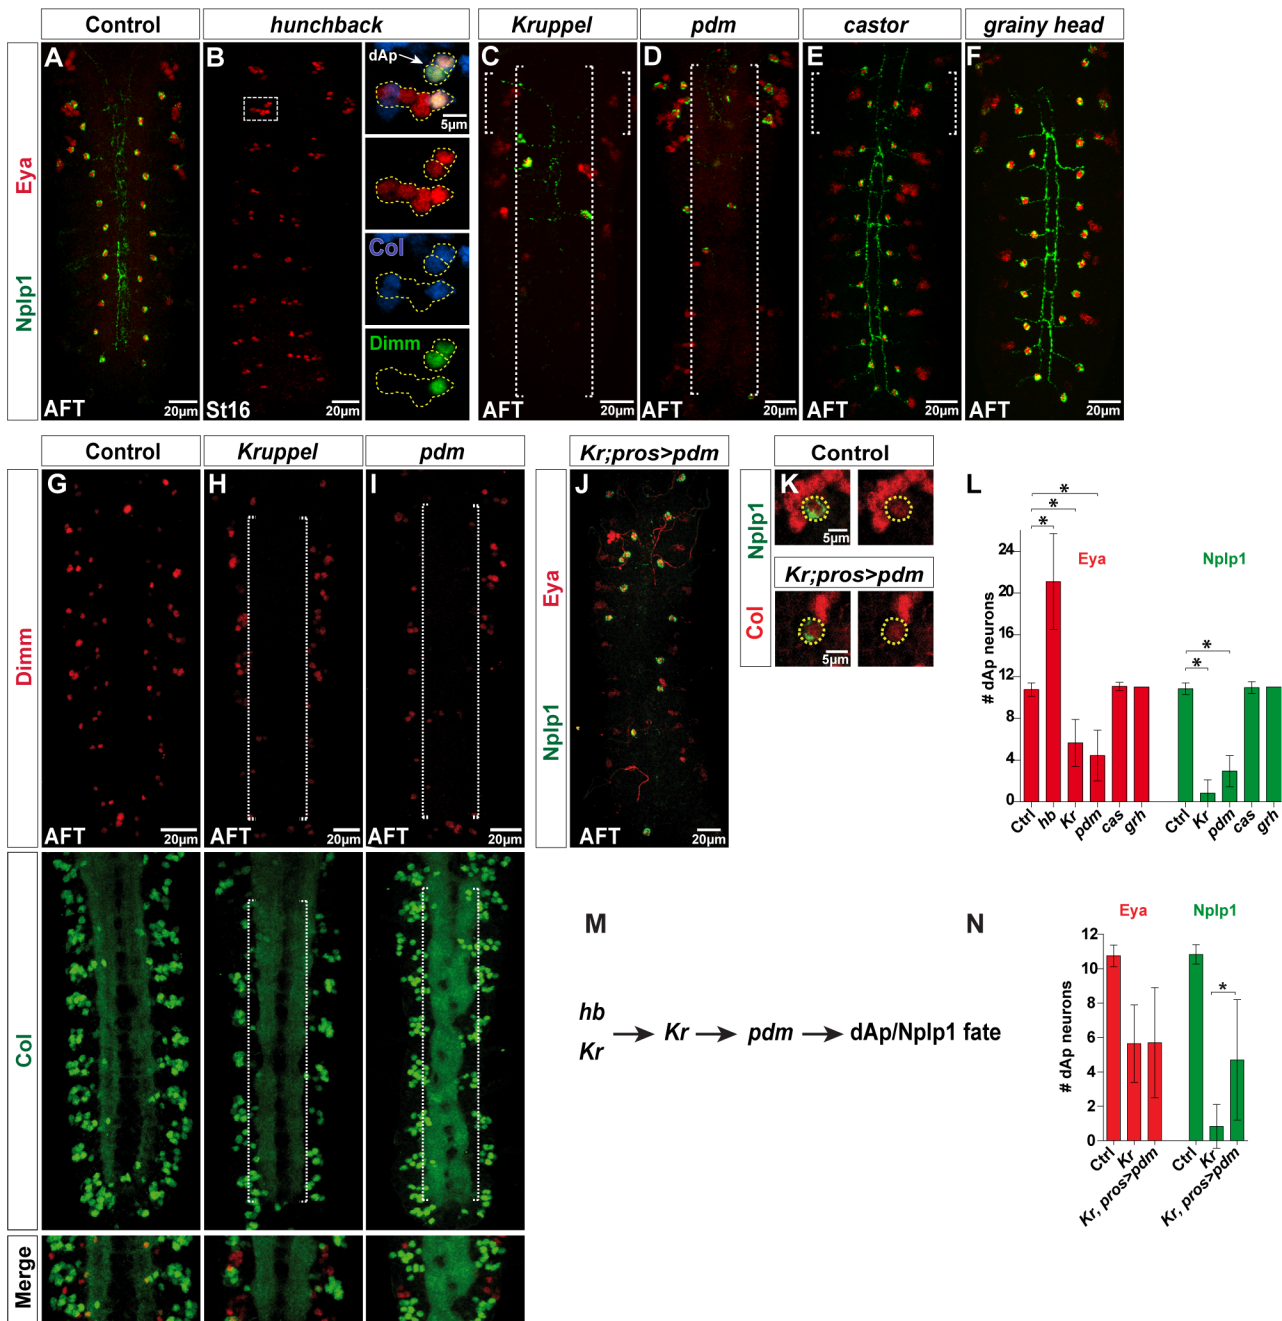 Control
hunchback
Kruppel
pdm
castor
grainy head
Eya
Nplp1
A
AFT
20µm
B
St16
20µm
dAp
5µm
Col
Dimm
C
AFT
20µm
D
AFT
20µm
E
AFT
20µm
F
AFT
20µm
Control
Kruppel
pdm
Kr;pros>pdm
Control
Dimm
Col
Merge
G
AFT
20µm
H
AFT
20µm
I
AFT
20µm
Eya
Nplp1
J
AFT
20µm
Nplp1
Col
K
5µm
Kr;pros>pdm
5µm
L
Eya
Nplp1
# dAp neurons
24
20
16
12
8
4
0
* * * * *
Ctrl hb Kr pdm cas grh
Ctrl Kr pdm cas grh
M
hb
Kr
Kr pdm dAp/Nplp1 fate
N
Eya
Nplp1
# dAp neurons
12
10
8
6
4
2
0
*
Ctrl Kr Kr, pros>pdm
Ctrl Kr Kr, pros>pdm